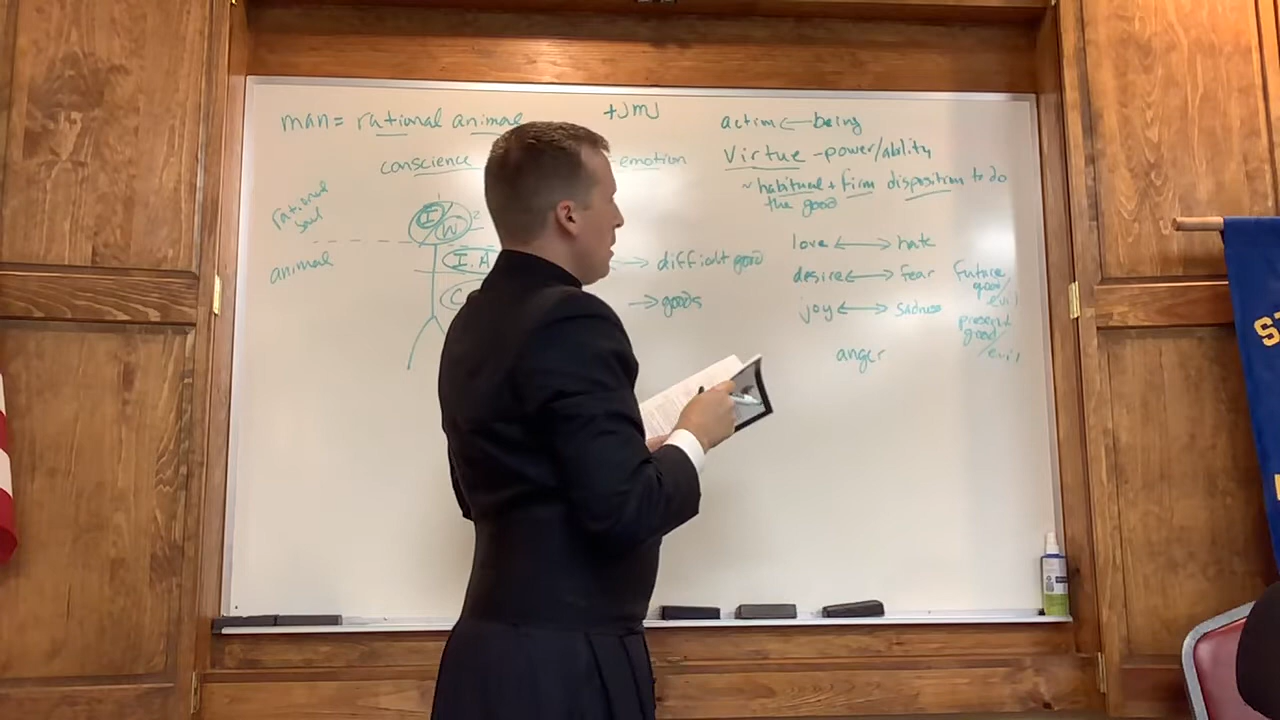 man= rational animal
+JMJ
conscience
emotion
rational soul
animal
I
W
2
I.A
C
→ difficult good
→ goods
action ← being
Virtue - power/ability
~ habitual + firm disposition to do
the good
love ↔ hate
desire ↔ fear
future
good/
evil
joy ↔ sadness
present
good/
evil
anger
S